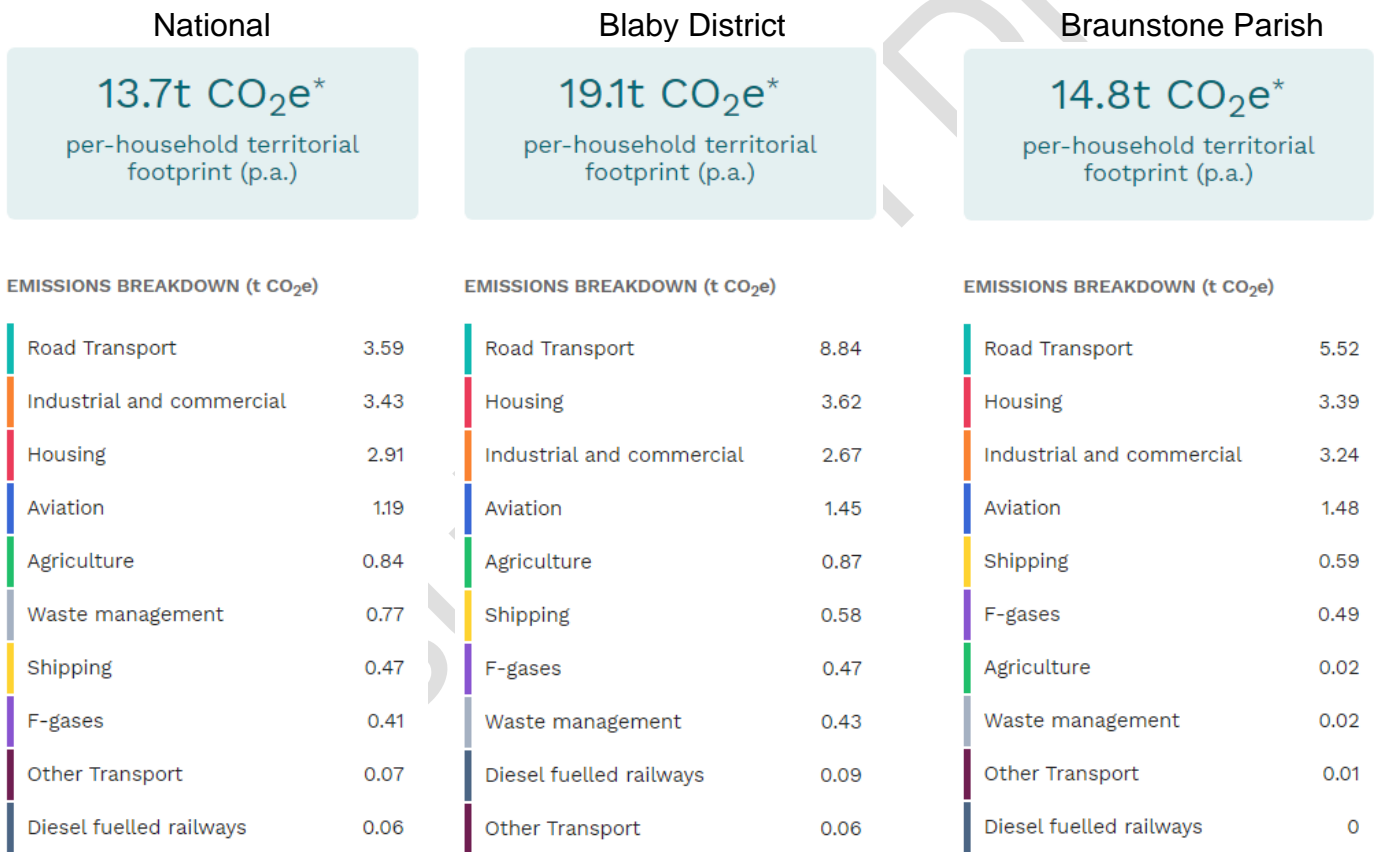 National
Blaby District
Braunstone Parish
13.7t CO₂e*
per-household territorial
footprint (p.a.)
19.1t CO₂e*
per-household territorial
footprint (p.a.)
14.8t CO₂e*
per-household territorial
footprint (p.a.)
EMISSIONS BREAKDOWN (t CO₂e)
Road Transport 3.59
Industrial and commercial 3.43
Housing 2.91
Aviation 1.19
Agriculture 0.84
Waste management 0.77
Shipping 0.47
F-gases 0.41
Other Transport 0.07
Diesel fuelled railways 0.06
EMISSIONS BREAKDOWN (t CO₂e)
Road Transport 8.84
Housing 3.62
Industrial and commercial 2.67
Aviation 1.45
Agriculture 0.87
Shipping 0.58
F-gases 0.47
Waste management 0.43
Diesel fuelled railways 0.09
Other Transport 0.06
EMISSIONS BREAKDOWN (t CO₂e)
Road Transport 5.52
Housing 3.39
Industrial and commercial 3.24
Aviation 1.48
Shipping 0.59
F-gases 0.49
Agriculture 0.02
Waste management 0.02
Other Transport 0.01
Diesel fuelled railways 0